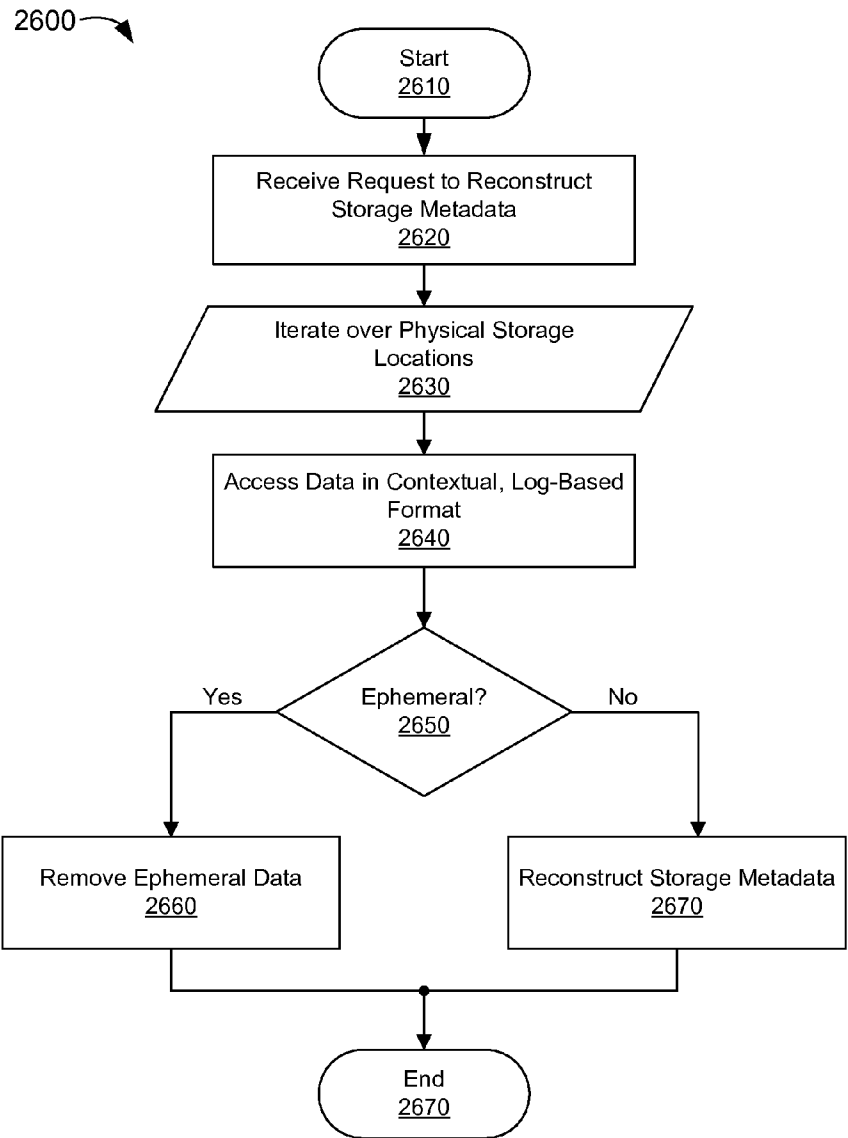 2600
Start
2610
Receive Request to Reconstruct
Storage Metadata
2620
Iterate over Physical Storage
Locations
2630
Access Data in Contextual, Log-Based
Format
2640
Yes
Ephemeral?
No
2650
Remove Ephemeral Data
2660
Reconstruct Storage Metadata
2670
End
2670